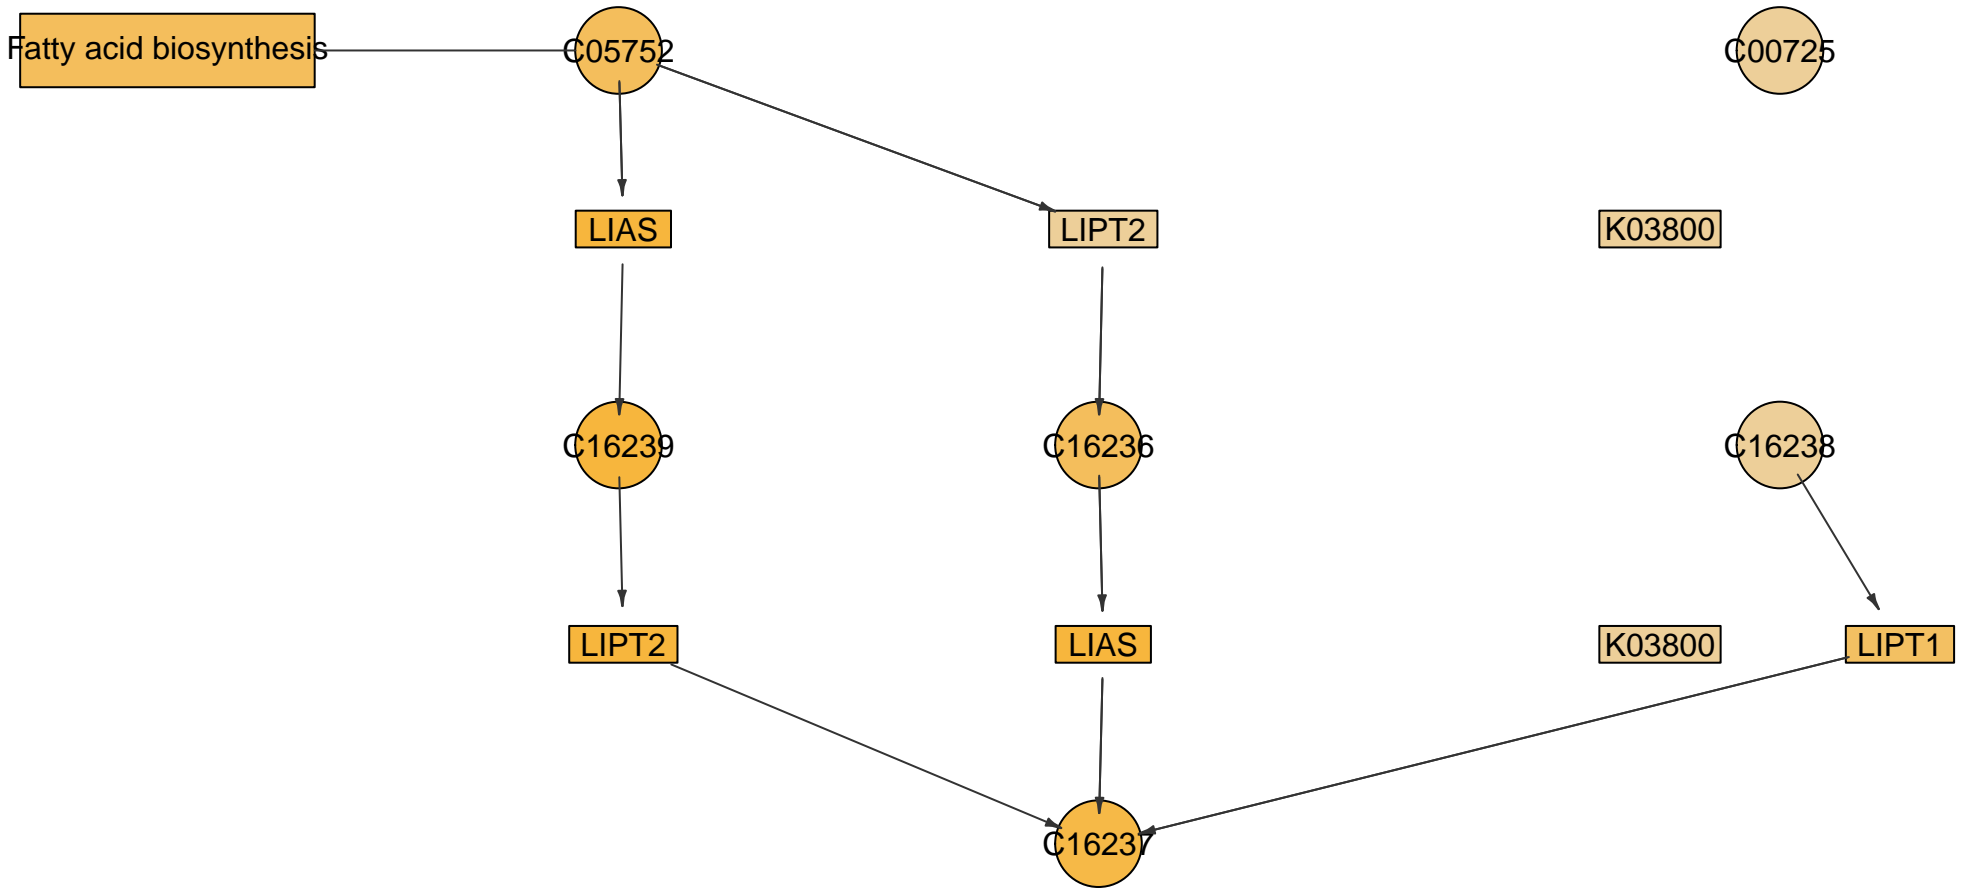 Fatty acid biosynthesis
C05752
C00725
LIAS
LIPT2
K03800
C16239
C16236
C16238
LIPT2
LIAS
K03800
LIPT1
C16237